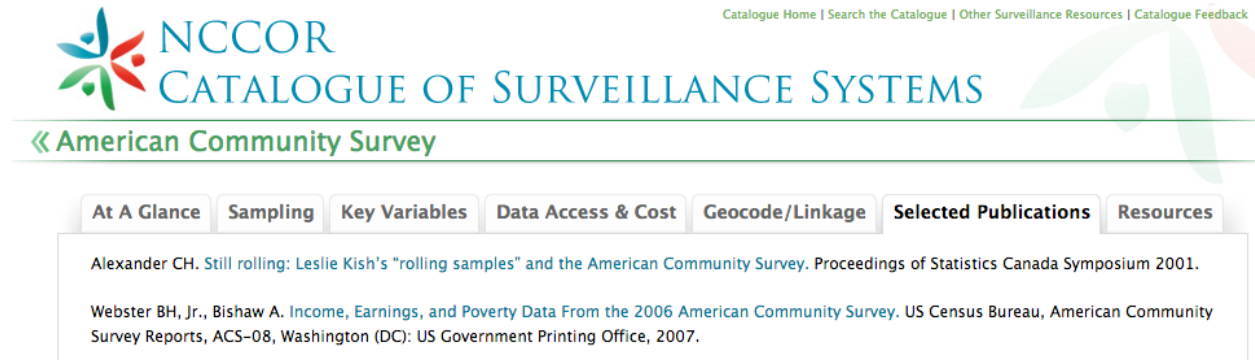 Catalogue Home | Search the Catalogue | Other Surveillance Resources | Catalogue Feedback
NCCOR
CATALOGUE OF SURVEILLANCE SYSTEMS
« American Community Survey
At A Glance Sampling Key Variables Data Access & Cost Geocode/Linkage Selected Publications Resources
Alexander CH. Still rolling: Leslie Kish's “rolling samples” and the American Community Survey. Proceedings of Statistics Canada Symposium 2001.
Webster BH, Jr., Bishaw A. Income, Earnings, and Poverty Data From the 2006 American Community Survey. US Census Bureau, American Community
Survey Reports, ACS-08, Washington (DC): US Government Printing Office, 2007.